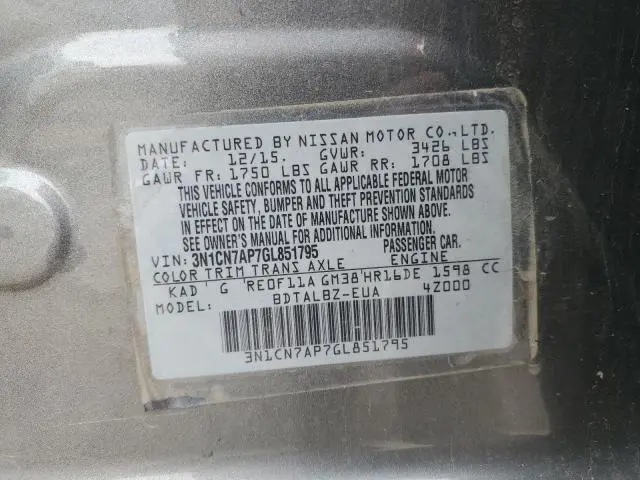 MANUFACTURED BY NISSAN MOTOR CO.,LTD.
DATE: 12/15. GVWR: 3426 LBS
GAWR FR: 1750 LBS GAWR RR: 1708 LBS
THIS VEHICLE CONFORMS TO ALL APPLICABLE FEDERAL MOTOR
VEHICLE SAFETY, BUMPER AND THEFT PREVENTION STANDARDS
IN EFFECT ON THE DATE OF MANUFACTURE SHOWN ABOVE.
SEE OWNER'S MANUAL FOR ADDITIONAL INFORMATION.
VIN: 3N1CN7AP7GL851795 PASSENGER CAR.
COLOR TRIM TRANS AXLE ENGINE
KAD G RE0F11A GM38 HR16DE 1598 CC
BDTALBZ-EUA 4Z000
3N1CN7AP7GL851795